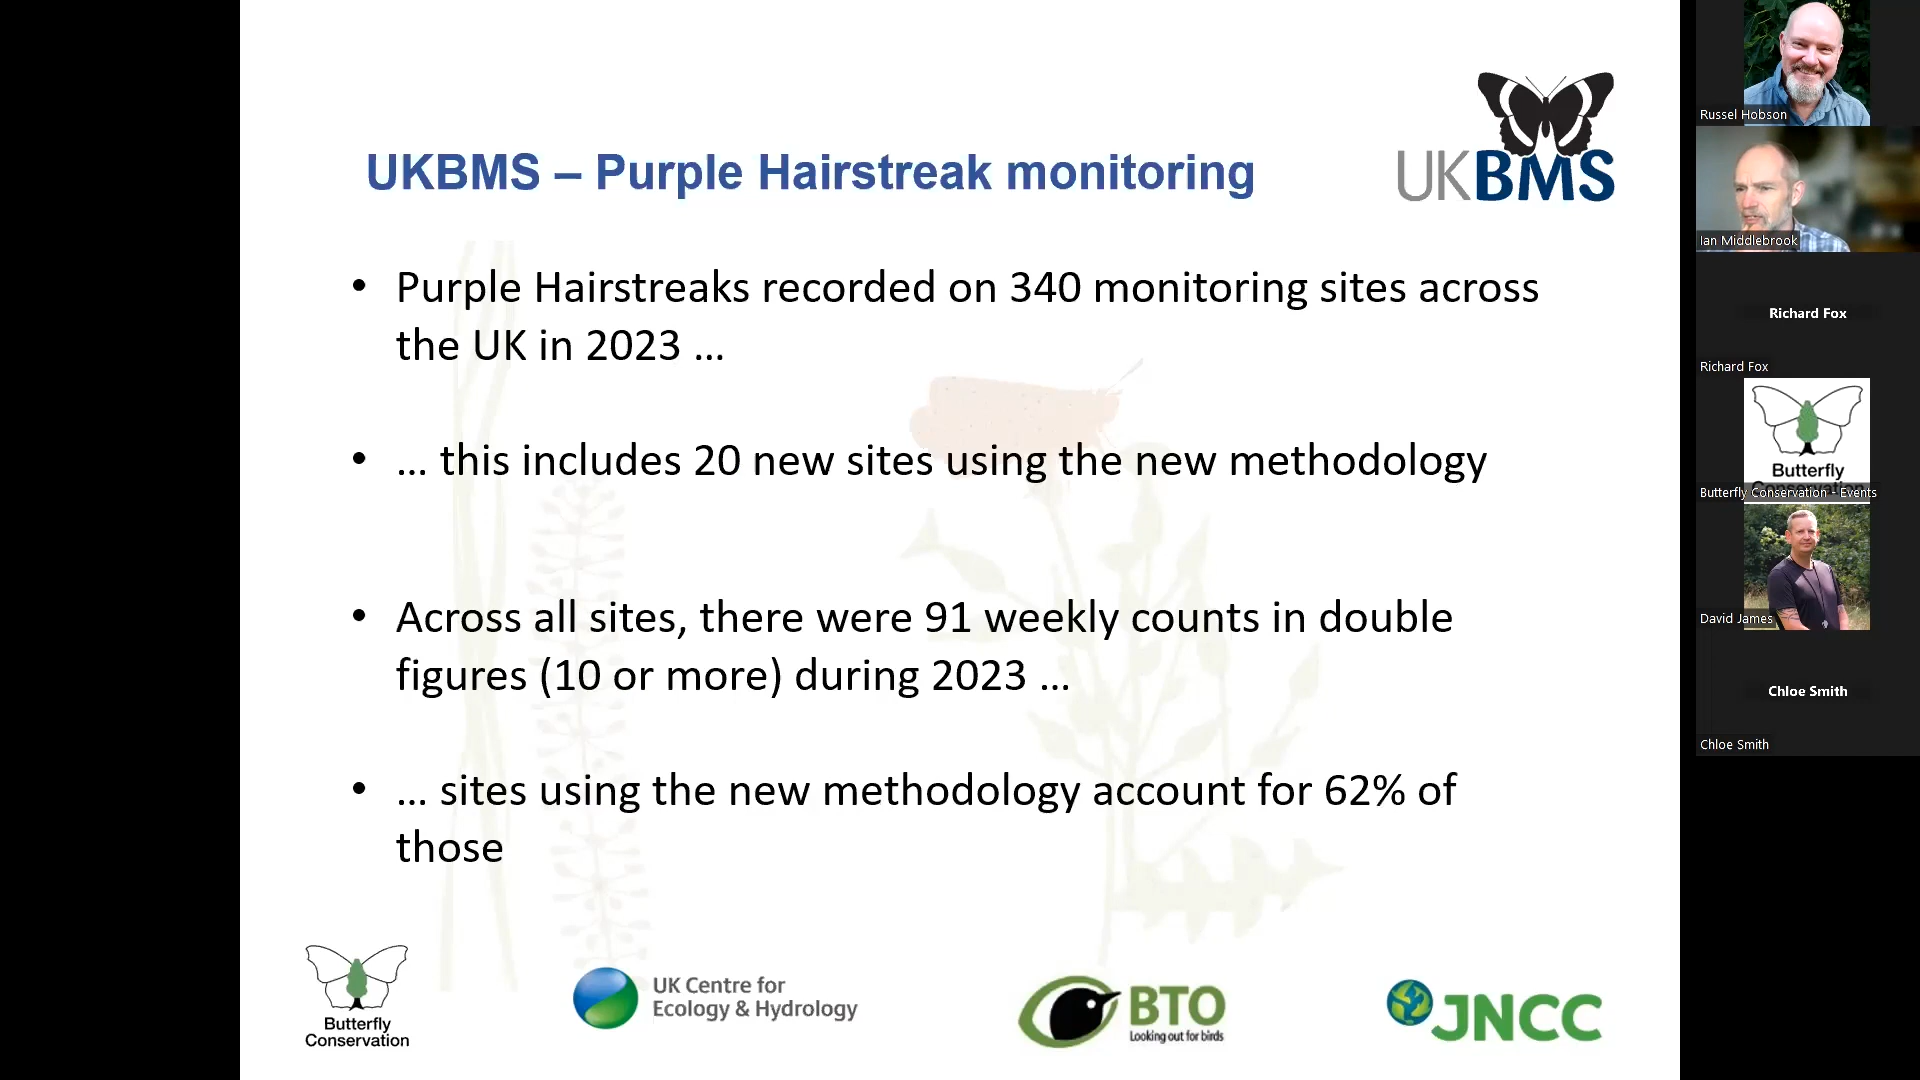 UKBMS – Purple Hairstreak monitoring
UKBMS
• Purple Hairstreaks recorded on 340 monitoring sites across
the UK in 2023 ...
• ... this includes 20 new sites using the new methodology
• Across all sites, there were 91 weekly counts in double
figures (10 or more) during 2023 ...
• ... sites using the new methodology account for 62% of
those
Butterfly
Conservation
UK Centre for
Ecology & Hydrology
BTO
Looking out for birds
JNCC
Russel Hobson
Ian Middlebrook
Richard Fox
Richard Fox
Butterfly
Conservation
Butterfly Conservation - Events
David James
Chloe Smith
Chloe Smith